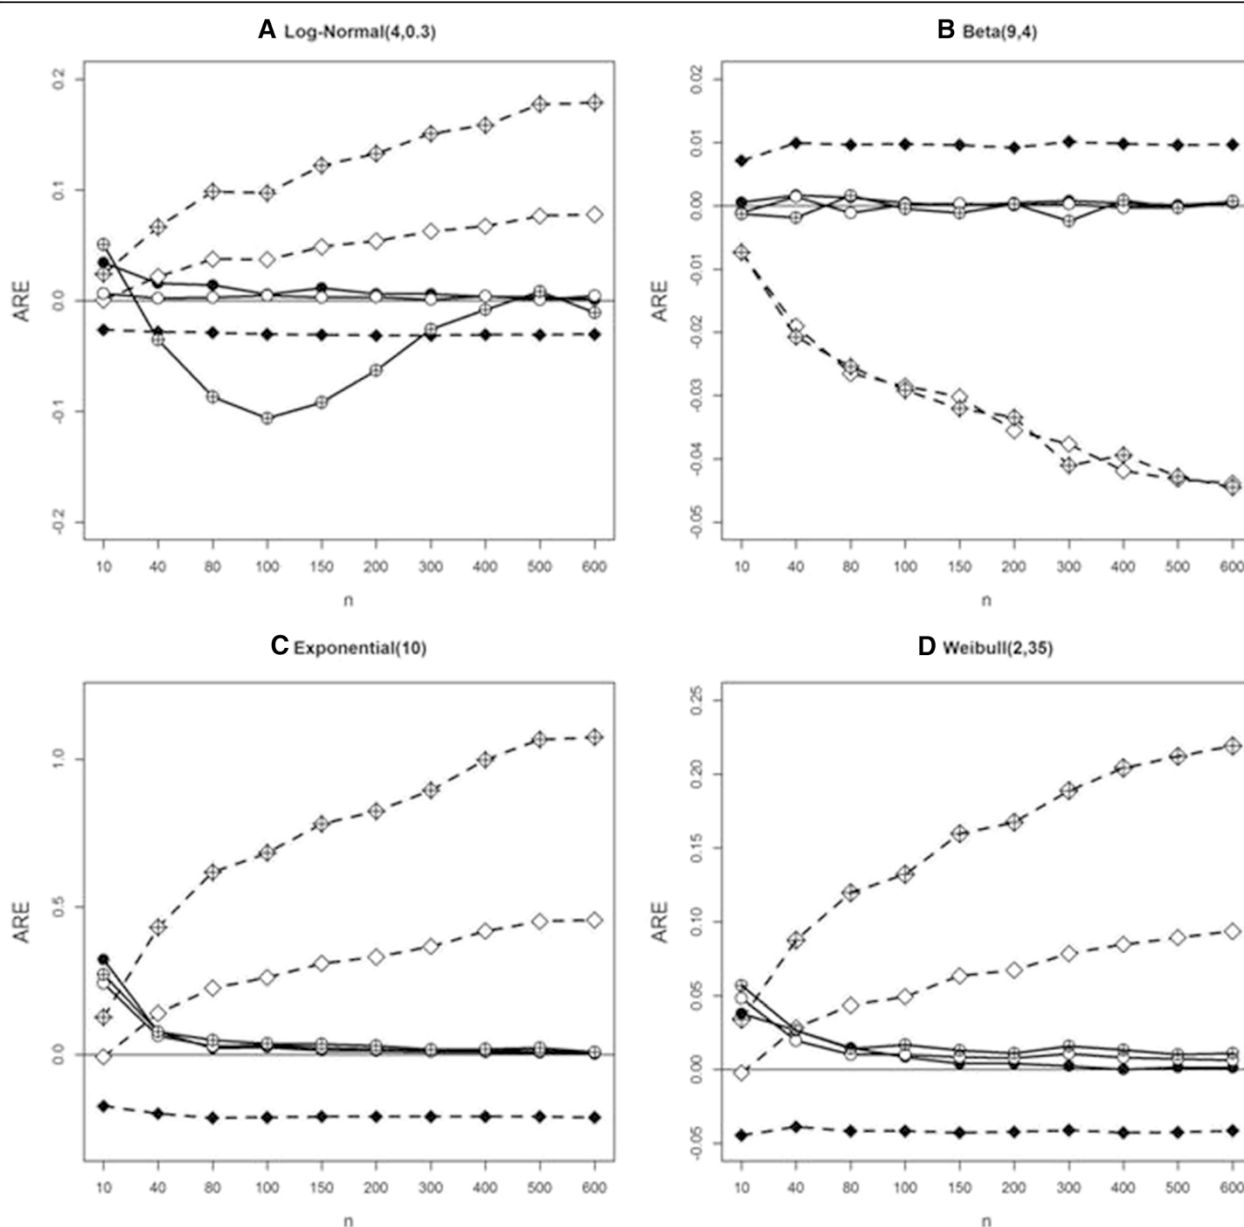 A Log-Normal(4,0.3)
B Beta(9,4)
ARE
0.2
0.1
0.0
-0.1
-0.2
10 40 80 100 150 200 300 400 500 600
n
ARE
0.02
0.01
0.00
-0.01
-0.02
-0.03
-0.04
-0.05
10 40 80 100 150 200 300 400 500 600
n
C Exponential(10)
D Weibull(2,35)
ARE
1.0
0.5
0.0
10 40 80 100 150 200 300 400 500 600
n
ARE
0.25
0.20
0.15
0.10
0.05
0.00
-0.05
10 40 80 100 150 200 300 400 500 600
n